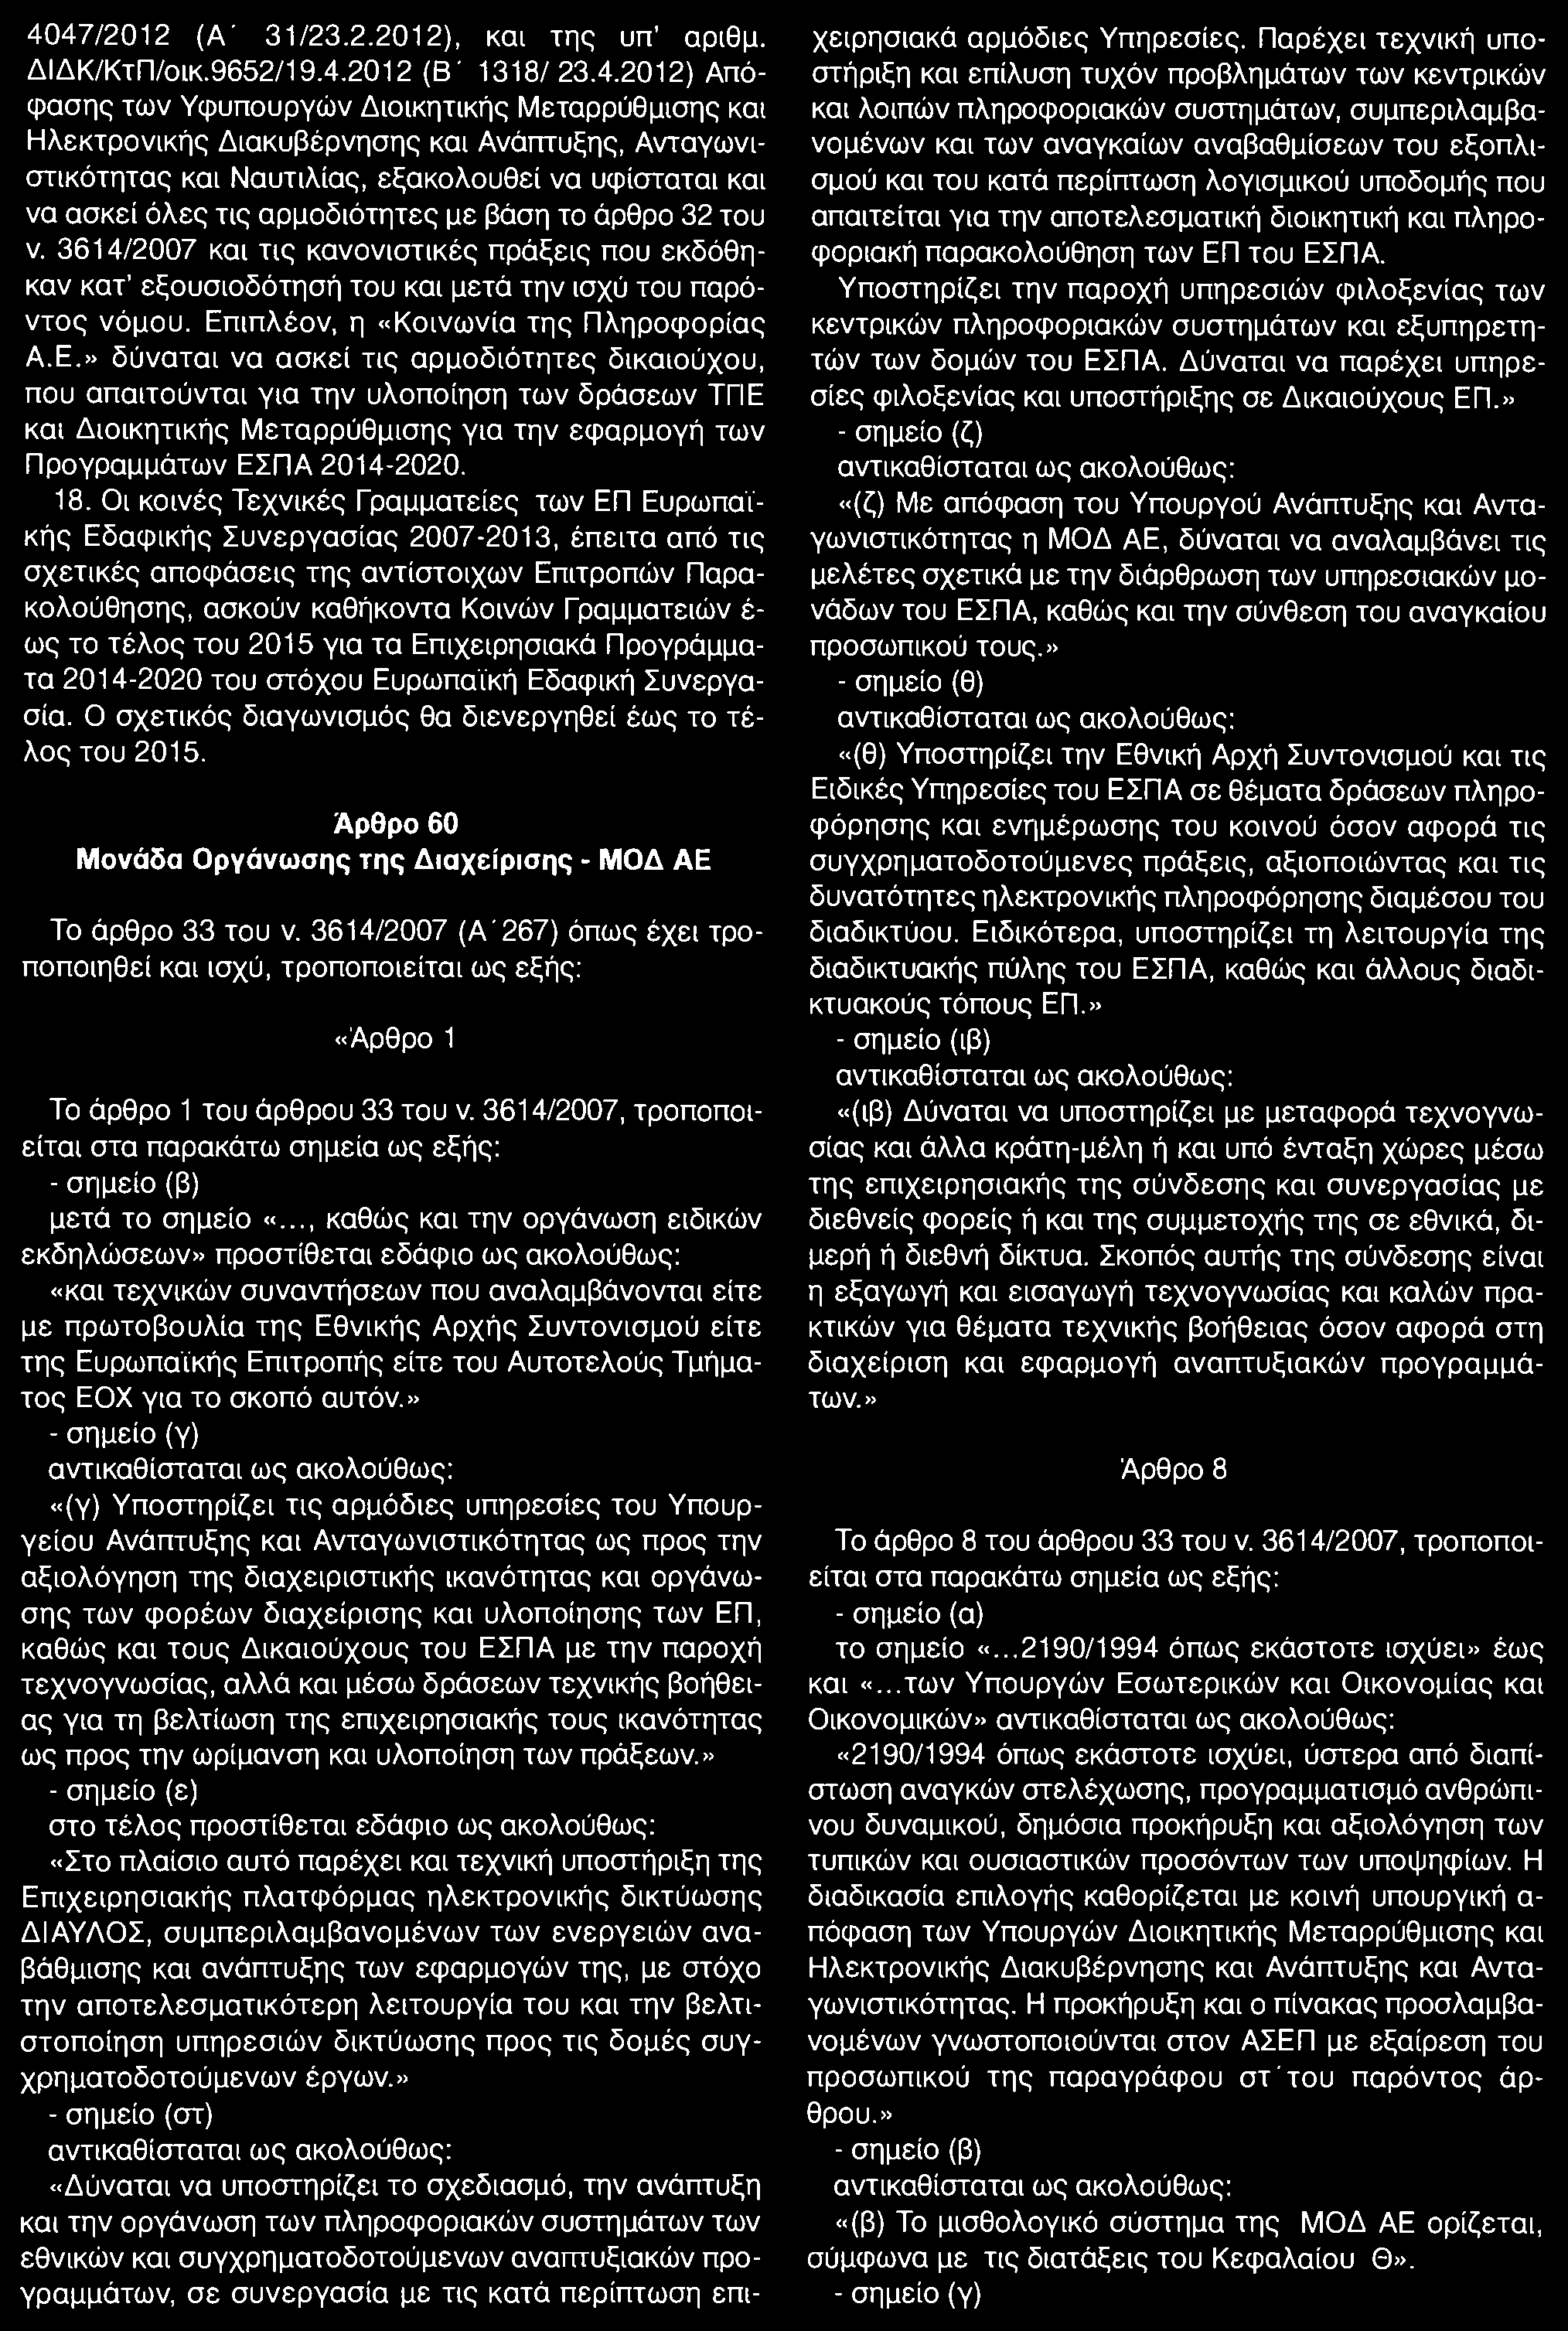 4047/2012 (Α΄ 31/23.2.2012), και της υπ' αριθμ.
ΔΙΔΚ/ΚτΠ/οικ.9652/19.4.2012 (Β΄ 1318/ 23.4.2012) Από-
φασης των Υφυπουργών Διοικητικής Μεταρρύθμισης και
Ηλεκτρονικής Διακυβέρνησης και Ανάπτυξης, Ανταγωνι-
στικότητας και Ναυτιλίας, εξακολουθεί να υφίσταται και
να ασκεί όλες τις αρμοδιότητες με βάση το άρθρο 32 του
ν. 3614/2007 και τις κανονιστικές πράξεις που εκδόθη-
καν κατ' εξουσιοδότησή του και μετά την ισχύ του παρό-
ντος νόμου. Επιπλέον, η «Κοινωνία της Πληροφορίας
Α.Ε.» δύναται να ασκεί τις αρμοδιότητες δικαιούχου,
που απαιτούνται για την υλοποίηση των δράσεων ΤΠΕ
και Διοικητικής Μεταρρύθμισης για την εφαρμογή των
Προγραμμάτων ΕΣΠΑ 2014-2020.
18. Οι κοινές Τεχνικές Γραμματείες των ΕΠ Ευρωπαϊ-
κής Εδαφικής Συνεργασίας 2007-2013, έπειτα από τις
σχετικές αποφάσεις της αντίστοιχων Επιτροπών Παρα-
κολούθησης, ασκούν καθήκοντα Κοινών Γραμματειών έ-
ως το τέλος του 2015 για τα Επιχειρησιακά Προγράμμα-
τα 2014-2020 του στόχου Ευρωπαϊκή Εδαφική Συνεργα-
σία. Ο σχετικός διαγωνισμός θα διενεργηθεί έως το τέ-
λος του 2015.
Άρθρο 60
Μονάδα Οργάνωσης της Διαχείρισης - ΜΟΔ ΑΕ
Το άρθρο 33 του ν. 3614/2007 (Α΄267) όπως έχει τρο-
ποποιηθεί και ισχύ, τροποποιείται ως εξής:
«Άρθρο 1
Το άρθρο 1 του άρθρου 33 του ν. 3614/2007, τροποποι-
είται στα παρακάτω σημεία ως εξής:
- σημείο (β)
μετά το σημείο «..., καθώς και την οργάνωση ειδικών
εκδηλώσεων» προστίθεται εδάφιο ως ακολούθως:
«και τεχνικών συναντήσεων που αναλαμβάνονται είτε
με πρωτοβουλία της Εθνικής Αρχής Συντονισμού είτε
της Ευρωπαϊκής Επιτροπής είτε του Αυτοτελούς Τμήμα-
τος ΕΟΧ για το σκοπό αυτόν.»
- σημείο (γ)
αντικαθίσταται ως ακολούθως:
«(γ) Υποστηρίζει τις αρμόδιες υπηρεσίες του Υπουρ-
γείου Ανάπτυξης και Ανταγωνιστικότητας ως προς την
αξιολόγηση της διαχειριστικής ικανότητας και οργάνω-
σης των φορέων διαχείρισης και υλοποίησης των ΕΠ,
καθώς και τους Δικαιούχους του ΕΣΠΑ με την παροχή
τεχνογνωσίας, αλλά και μέσω δράσεων τεχνικής βοήθει-
ας για τη βελτίωση της επιχειρησιακής τους ικανότητας
ως προς την ωρίμανση και υλοποίηση των πράξεων.»
- σημείο (ε)
στο τέλος προστίθεται εδάφιο ως ακολούθως:
«Στο πλαίσιο αυτό παρέχει και τεχνική υποστήριξη της
Επιχειρησιακής πλατφόρμας ηλεκτρονικής δικτύωσης
ΔΙΑΥΛΟΣ, συμπεριλαμβανομένων των ενεργειών ανα-
βάθμισης και ανάπτυξης των εφαρμογών της, με στόχο
την αποτελεσματικότερη λειτουργία του και την βελτι-
στοποίηση υπηρεσιών δικτύωσης προς τις δομές συγ-
χρηματοδοτούμενων έργων.»
- σημείο (στ)
αντικαθίσταται ως ακολούθως:
«Δύναται να υποστηρίζει το σχεδιασμό, την ανάπτυξη
και την οργάνωση των πληροφοριακών συστημάτων των
εθνικών και συγχρηματοδοτούμενων αναπτυξιακών προ-
γραμμάτων, σε συνεργασία με τις κατά περίπτωση επι-
χειρησιακά αρμόδιες Υπηρεσίες. Παρέχει τεχνική υπο-
στήριξη και επίλυση τυχόν προβλημάτων των κεντρικών
και λοιπών πληροφοριακών συστημάτων, συμπεριλαμβα-
νομένων και των αναγκαίων αναβαθμίσεων του εξοπλι-
σμού και του κατά περίπτωση λογισμικού υποδομής που
απαιτείται για την αποτελεσματική διοικητική και πληρο-
φοριακή παρακολούθηση των ΕΠ του ΕΣΠΑ.
Υποστηρίζει την παροχή υπηρεσιών φιλοξενίας των
κεντρικών πληροφοριακών συστημάτων και εξυπηρετη-
τών των δομών του ΕΣΠΑ. Δύναται να παρέχει υπηρε-
σίες φιλοξενίας και υποστήριξης σε Δικαιούχους ΕΠ.»
- σημείο (ζ)
αντικαθίσταται ως ακολούθως:
«(ζ) Με απόφαση του Υπουργού Ανάπτυξης και Αντα-
γωνιστικότητας η ΜΟΔ ΑΕ, δύναται να αναλαμβάνει τις
μελέτες σχετικά με την διάρθρωση των υπηρεσιακών μο-
νάδων του ΕΣΠΑ, καθώς και την σύνθεση του αναγκαίου
προσωπικού τους.»
- σημείο (θ)
αντικαθίσταται ως ακολούθως:
«(θ) Υποστηρίζει την Εθνική Αρχή Συντονισμού και τις
Ειδικές Υπηρεσίες του ΕΣΠΑ σε θέματα δράσεων πληρο-
φόρησης και ενημέρωσης του κοινού όσον αφορά τις
συγχρηματοδοτούμενες πράξεις, αξιοποιώντας και τις
δυνατότητες ηλεκτρονικής πληροφόρησης διαμέσου του
διαδικτύου. Ειδικότερα, υποστηρίζει τη λειτουργία της
διαδικτυακής πύλης του ΕΣΠΑ, καθώς και άλλους διαδι-
κτυακούς τόπους ΕΠ.»
- σημείο (ιβ)
αντικαθίσταται ως ακολούθως:
«(ιβ) Δύναται να υποστηρίζει με μεταφορά τεχνογνω-
σίας και άλλα κράτη-μέλη ή και υπό ένταξη χώρες μέσω
της επιχειρησιακής της σύνδεσης και συνεργασίας με
διεθνείς φορείς ή και της συμμετοχής της σε εθνικά, δι-
μερή ή διεθνή δίκτυα. Σκοπός αυτής της σύνδεσης είναι
η εξαγωγή και εισαγωγή τεχνογνωσίας και καλών πρα-
κτικών για θέματα τεχνικής βοήθειας όσον αφορά στη
διαχείριση και εφαρμογή αναπτυξιακών προγραμμά-
των.»
Άρθρο 8
Το άρθρο 8 του άρθρου 33 του ν. 3614/2007, τροποποι-
είται στα παρακάτω σημεία ως εξής:
- σημείο (α)
το σημείο «...2190/1994 όπως εκάστοτε ισχύει» έως
και «...των Υπουργών Εσωτερικών και Οικονομίας και
Οικονομικών» αντικαθίσταται ως ακολούθως:
«2190/1994 όπως εκάστοτε ισχύει, ύστερα από διαπί-
στωση αναγκών στελέχωσης, προγραμματισμό ανθρώπι-
νου δυναμικού, δημόσια προκήρυξη και αξιολόγηση των
τυπικών και ουσιαστικών προσόντων των υποψηφίων. Η
διαδικασία επιλογής καθορίζεται με κοινή υπουργική α-
πόφαση των Υπουργών Διοικητικής Μεταρρύθμισης και
Ηλεκτρονικής Διακυβέρνησης και Ανάπτυξης και Αντα-
γωνιστικότητας. Η προκήρυξη και ο πίνακας προσλαμβα-
νομένων γνωστοποιούνται στον ΑΣΕΠ με εξαίρεση του
προσωπικού της παραγράφου στ΄του παρόντος άρ-
θρου.»
- σημείο (β)
αντικαθίσταται ως ακολούθως:
«(β) Το μισθολογικό σύστημα της ΜΟΔ ΑΕ ορίζεται,
σύμφωνα με τις διατάξεις του Κεφαλαίου Θ».
- σημείο (γ)